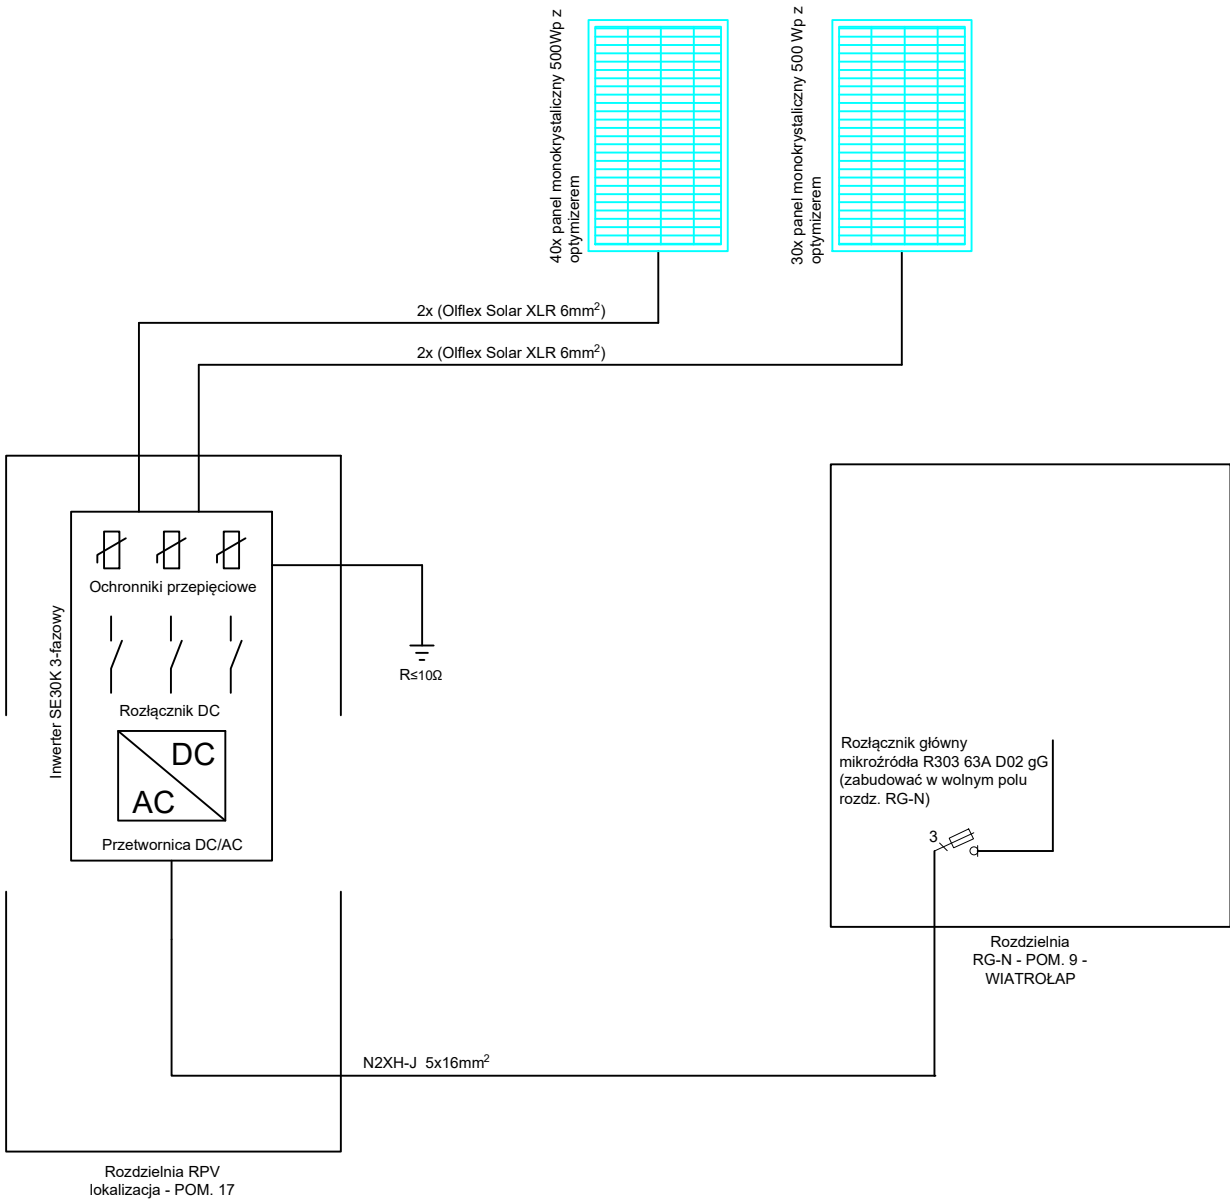 40x panel monokrystaliczny 500Wp z
optymizerem
30x panel monokrystaliczny 500 Wp z
optymizerem
2x (Olflex Solar XLR 6mm²)
2x (Olflex Solar XLR 6mm²)
Ochronniki przepięciowe
Inwerter SE30K 3-fazowy
R≤10Ω
Rozłącznik DC
DC
AC
Przetwornica DC/AC
Rozłącznik główny
mikroźródła R303 63A D02 gG
(zabudować w wolnym polu
rozdz. RG-N)
3
Rozdzielnia
RG-N - POM. 9 -
WIATROŁAP
N2XH-J 5x16mm²
Rozdzielnia RPV
lokalizacja - POM. 17